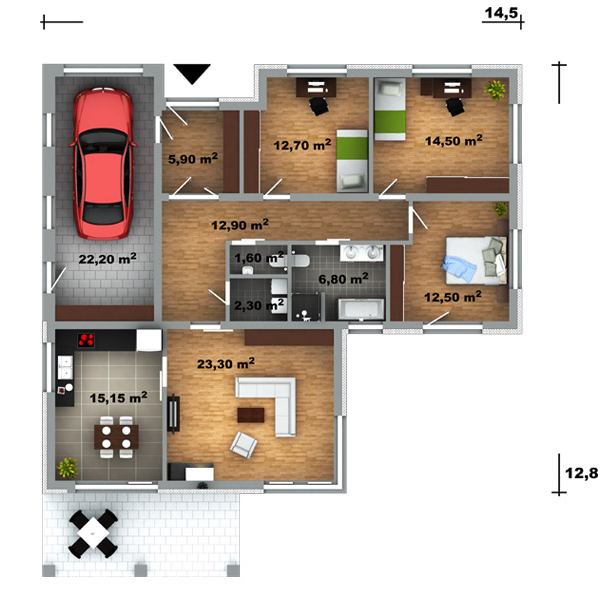 14,5
5,90 m²
12,70 m²
14,50 m²
12,90 m²
22,20 m²
1,60 m²
6,80 m²
2,30 m²
12,50 m²
23,30 m²
15,15 m²
12,8